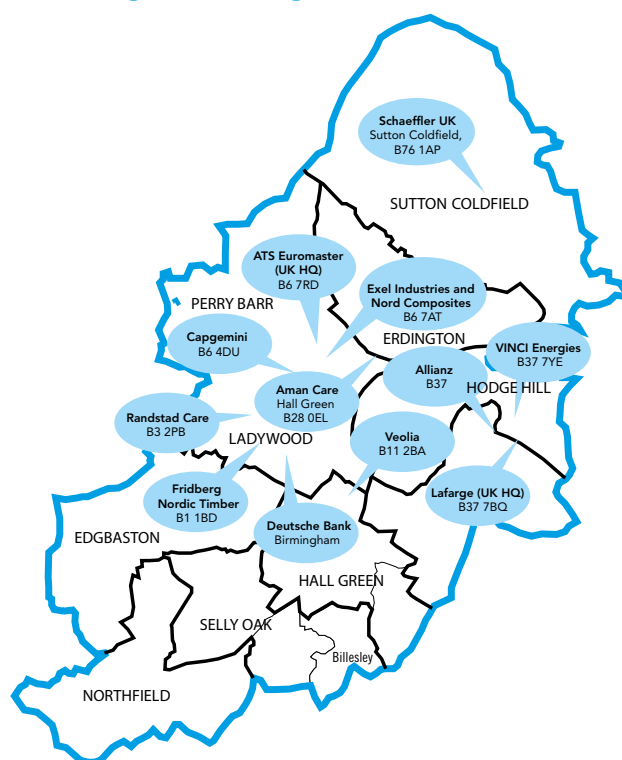 Schaeffler UK
Sutton Coldfield,
B76 1AP
SUTTON COLDFIELD
ATS Euromaster
(UK HQ)
B6 7RD
Exel Industries and
Nord Composites
B6 7AT
PERRY BARR
Capgemini
B6 4DU
ERDINGTON
VINCI Energies
B37 7YE
Allianz
B37
HODGE HILL
Aman Care
Hall Green
B28 0EL
Randstad Care
B3 2PB
LADYWOOD
Veolia
B11 2BA
Fridberg
Nordic Timber
B1 1BD
Lafarge (UK HQ)
B37 7BQ
Deutsche Bank
Birmingham
EDGBASTON
HALL GREEN
SELLY OAK
Billesley
NORTHFIELD